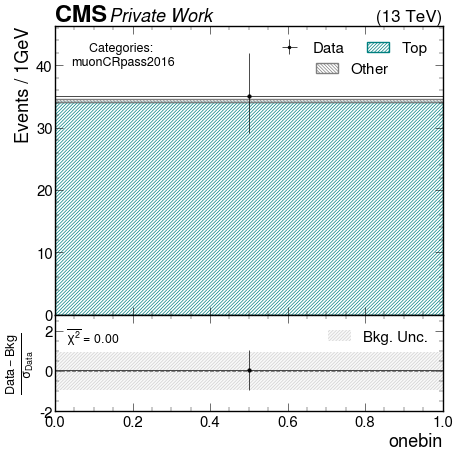 CMS Private Work (13 TeV)
Categories:
muonCRpass2016
Data
Top
Other
Events / 1GeV
40
30
20
10
0
χ² = 0.00
Bkg. Unc.
Data − Bkg
σData
2
0
-2
0.0 0.2 0.4 0.6 0.8 1.0
onebin